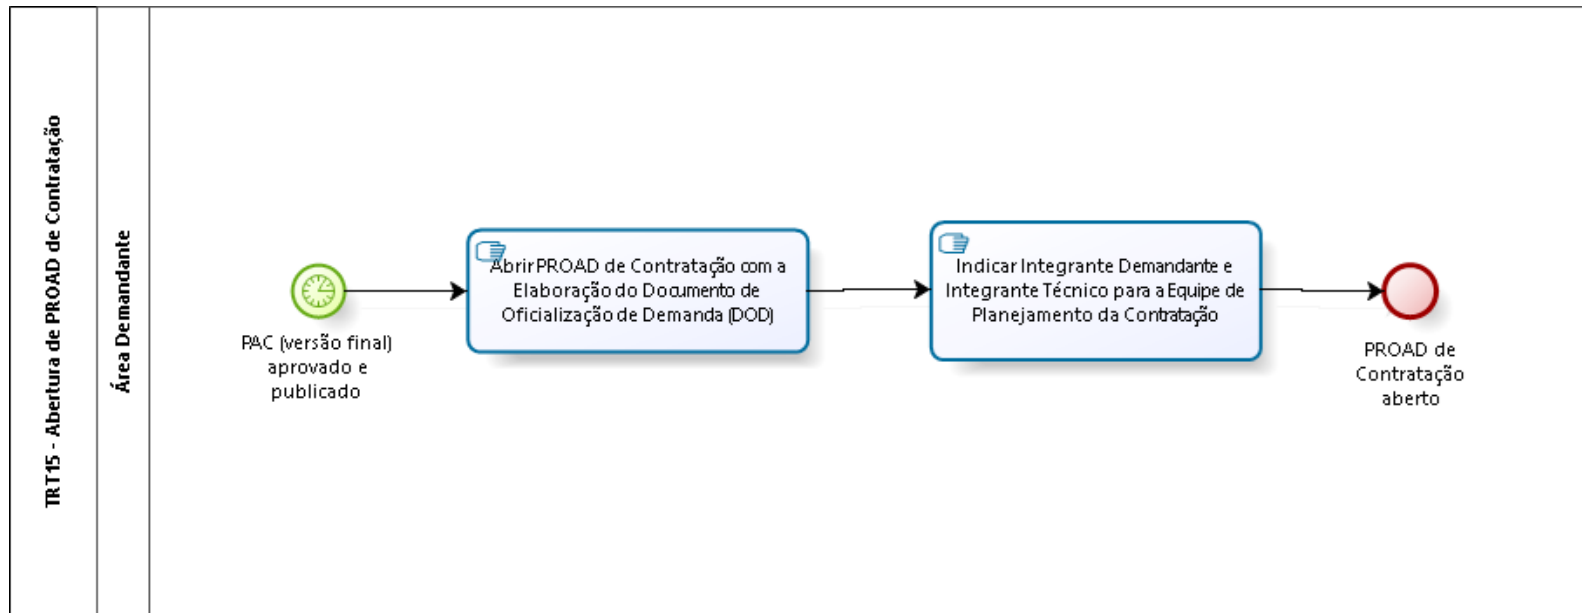 TRT15 - Abertura de PROAD de Contratação
Área Demandante
PAC (versão final)
aprovado e
publicado
Abrir PROAD de Contratação com a
Elaboração do Documento de
Oficialização de Demanda (DOD)
Indicar Integrante Demandante e
Integrante Técnico para a Equipe de
Planejamento da Contratação
PROAD de
Contratação
aberto